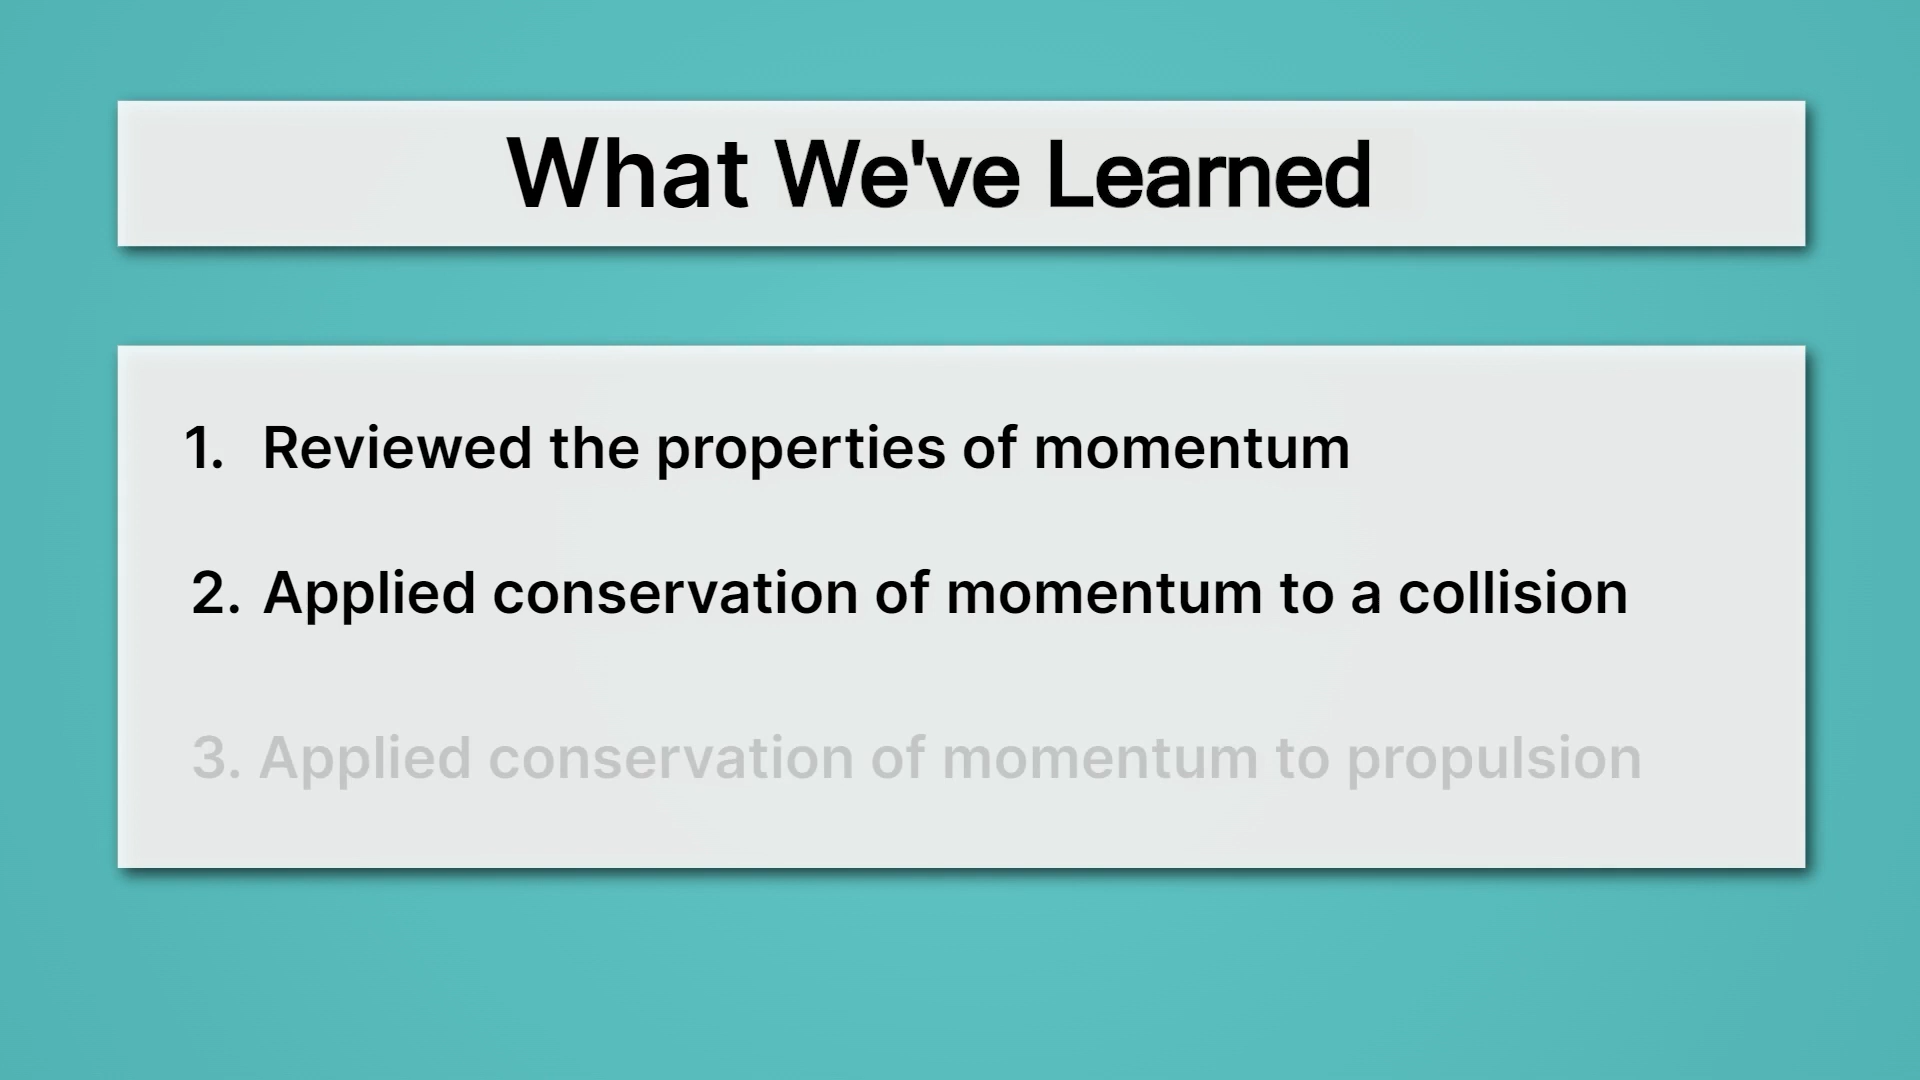 What We've Learned
1. Reviewed the properties of momentum
2. Applied conservation of momentum to a collision
3. Applied conservation of momentum to propulsion